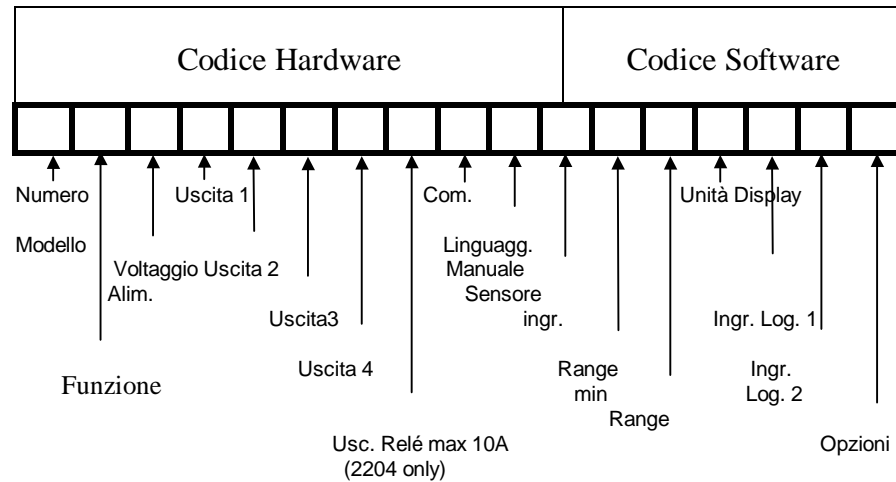 Codice Hardware
Codice Software
Numero
Modello
Uscita 1
Com.
Unità Display
Voltaggio Uscita 2
Alim.
Linguagg.
Manuale
Sensore
ingr.
Uscita3
Ingr. Log. 1
Uscita 4
Funzione
Range
min
Range
Ingr.
Log. 2
Usc. Relé max 10A
(2204 only)
Opzioni